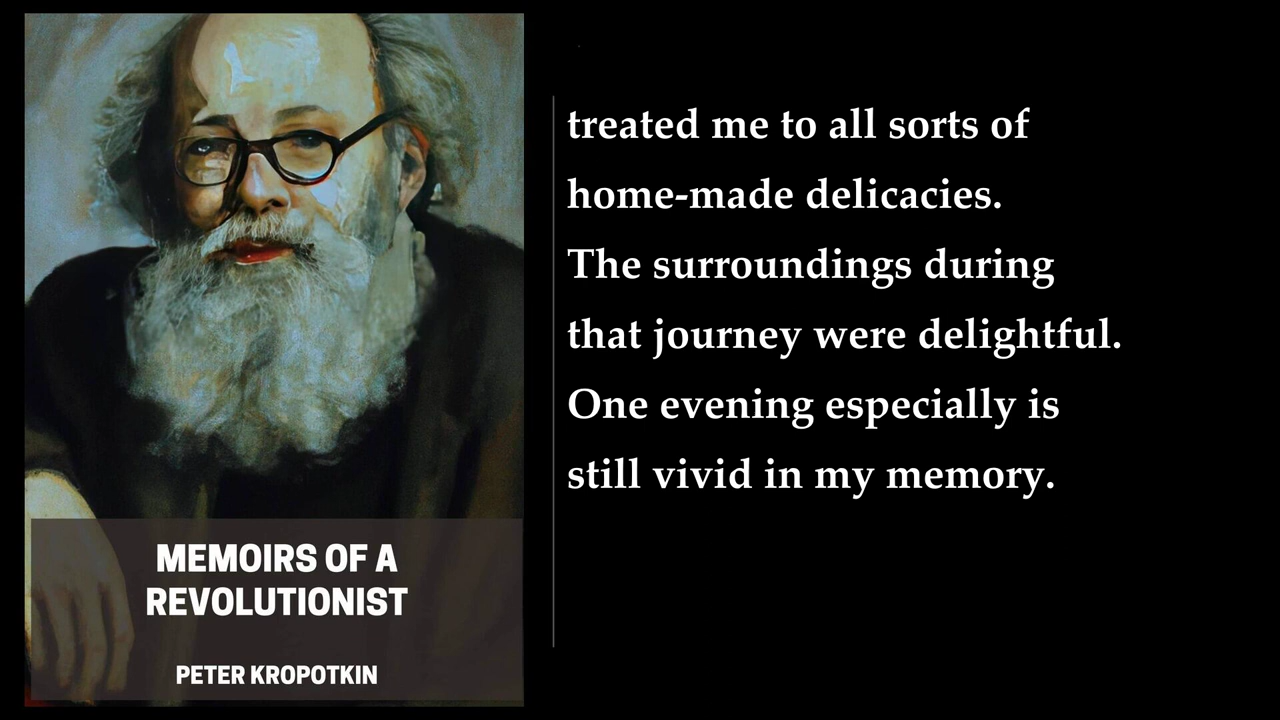 MEMOIRS OF A
REVOLUTIONIST
PETER KROPOTKIN
treated me to all sorts of
home-made delicacies.
The surroundings during
that journey were delightful.
One evening especially is
still vivid in my memory.